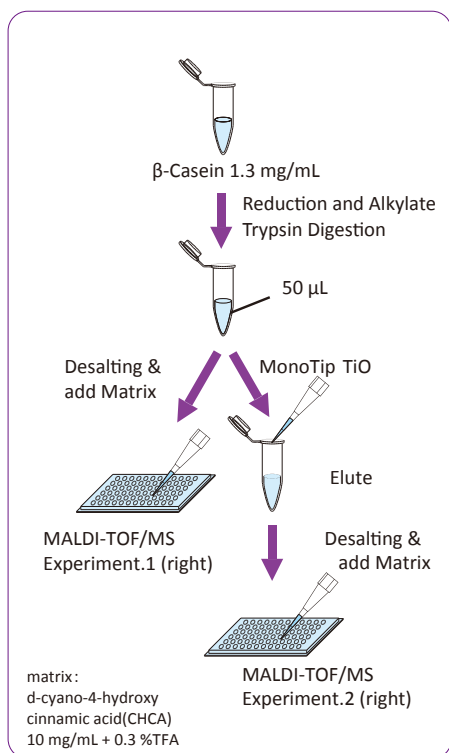 β-Casein 1.3 mg/mL
Reduction and Alkylate
Trypsin Digestion
50 μL
Desalting &
add Matrix
MonoTip TiO
Elute
MALDI-TOF/MS
Experiment.1 (right)
Desalting &
add Matrix
MALDI-TOF/MS
Experiment.2 (right)
matrix :
d-cyano-4-hydroxy
cinnamic acid(CHCA)
10 mg/mL + 0.3 %TFA